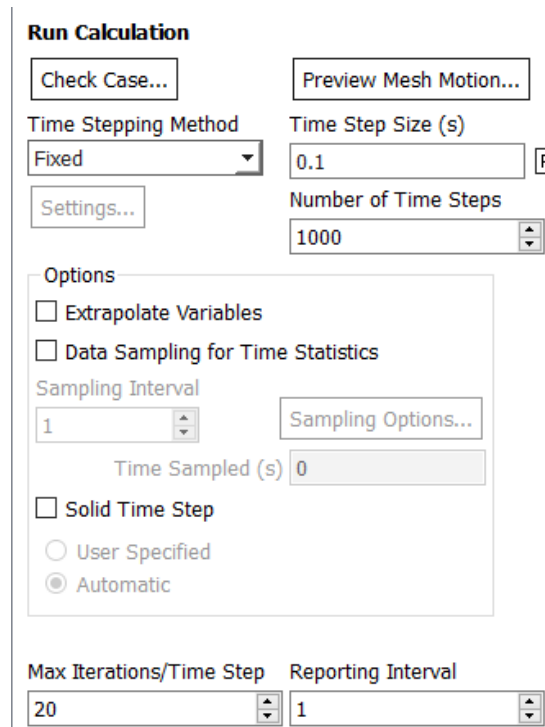 Run Calculation
Check Case... Preview Mesh Motion...
Time Stepping Method Time Step Size (s)
Fixed 0.1
Settings... Number of Time Steps
1000
Options
Extrapolate Variables
Data Sampling for Time Statistics
Sampling Interval
1 Sampling Options...
Time Sampled (s) 0
Solid Time Step
User Specified
Automatic
Max Iterations/Time Step Reporting Interval
20 1